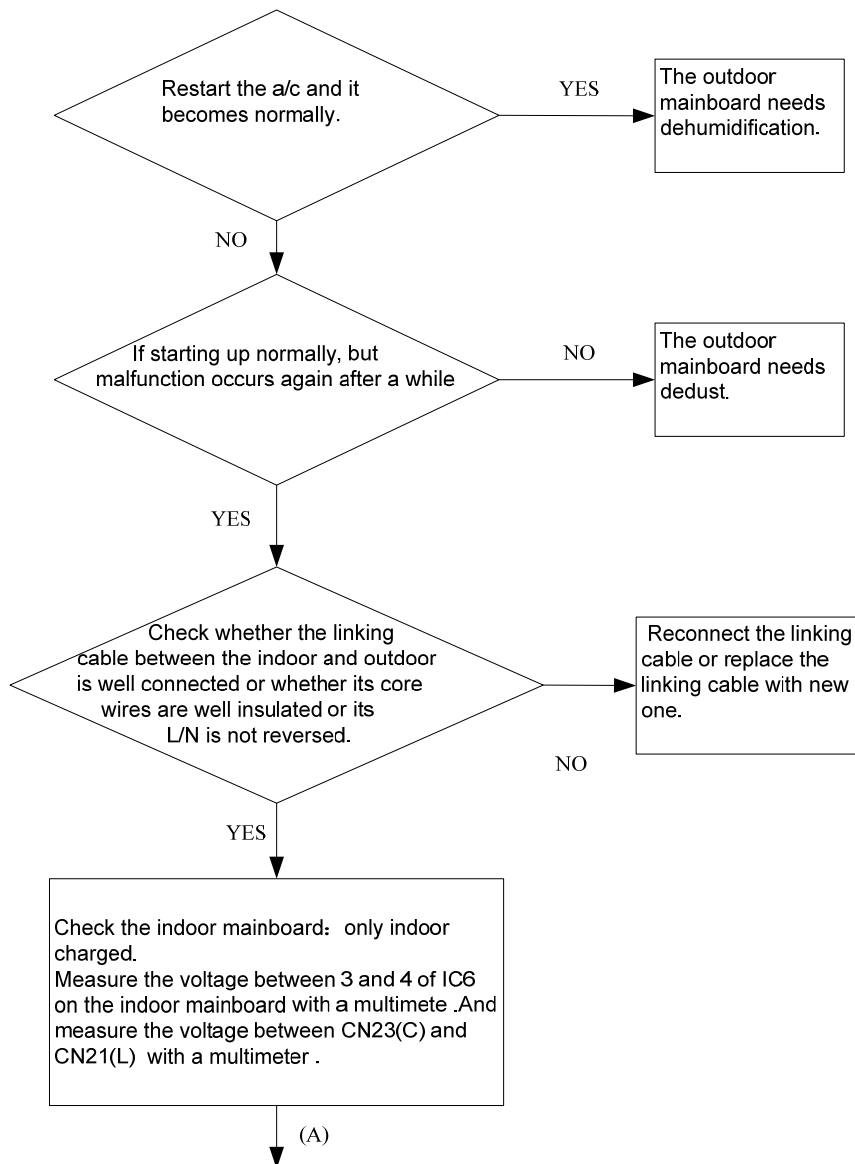 Restart the a/c and it
becomes normally.
YES
The outdoor
mainboard needs
dehumidification.
NO
If starting up normally, but
malfunction occurs again after a while
NO
The outdoor
mainboard needs
dedust.
YES
Check whether the linking
cable between the indoor and outdoor
is well connected or whether its core
wires are well insulated or its
L/N is not reversed.
NO
Reconnect the linking
cable or replace the
linking cable with new
one.
YES
Check the indoor mainboard：only indoor
charged.
Measure the voltage between 3 and 4 of IC6
on the indoor mainboard with a multimete .And
measure the voltage between CN23(C) and
CN21(L) with a multimeter .
(A)